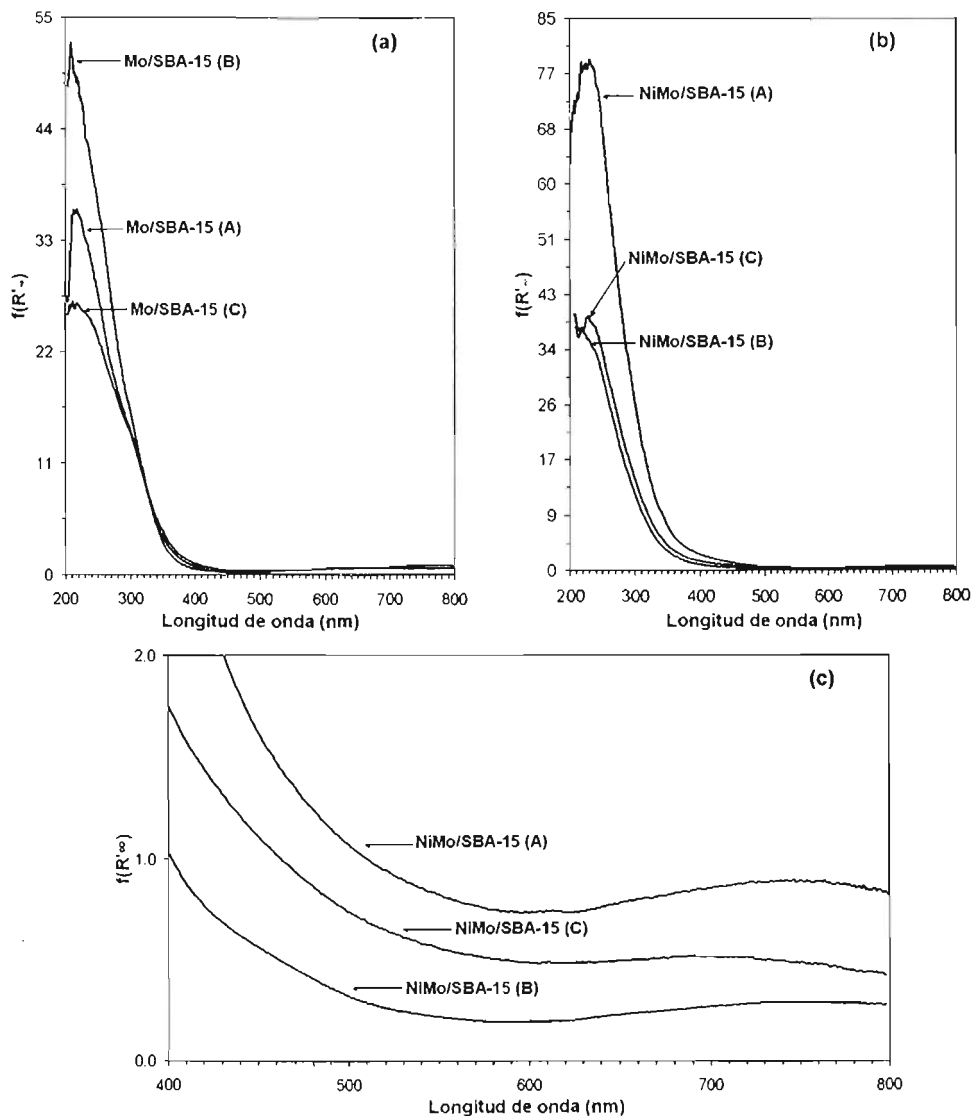 (a)
55
44
33
22
11
0
f(R'∞)
Mo/SBA-15 (B)
Mo/SBA-15 (A)
Mo/SBA-15 (C)
200 300 400 500 600 700 800
Longitud de onda (nm)
(b)
85
77
68
60
51
43
34
26
17
9
0
f(R'∞)
NiMo/SBA-15 (A)
NiMo/SBA-15 (C)
NiMo/SBA-15 (B)
200 300 400 500 600 700 800
Longitud de onda (nm)
(c)
2.0
1.0
0.0
f(R'∞)
NiMo/SBA-15 (A)
NiMo/SBA-15 (C)
NiMo/SBA-15 (B)
400 500 600 700 800
Longitud de onda (nm)